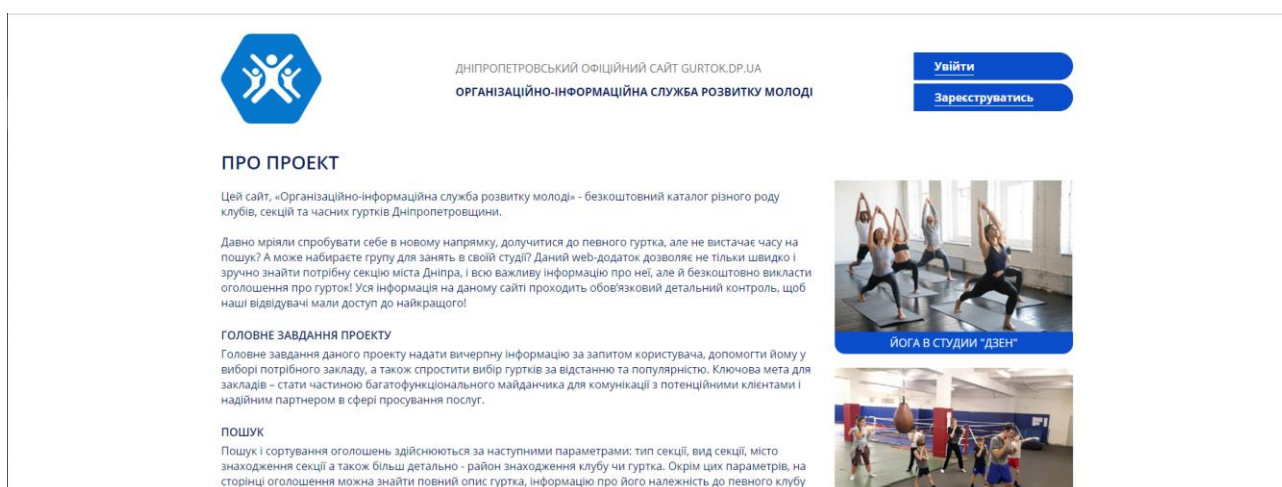 ДНІПРОПЕТРОВСЬКИЙ ОФІЦІЙНИЙ САЙТ GURTOK.DP.UA
ОРГАНІЗАЦІЙНО-ІНФОРМАЦІЙНА СЛУЖБА РОЗВИТКУ МОЛОДІ
Увійти
Зареєструватись
ПРО ПРОЕКТ
Цей сайт, «Організаційно-інформаційна служба розвитку молоді» - безкоштовний каталог різного роду
клубів, секцій та часних гуртків Дніпропетровщини.
Давно мріяли спробувати себе в новому напрямку, долучитися до певного гуртка, але не вистачає часу на
пошук? А може набираєте групу для занять в своїй студії? Даний web-додаток дозволяє не тільки швидко і
зручно знайти потрібну секцію міста Дніпра, і всю важливу інформацію про неї, але й безкоштовно викласти
оголошення про гурток! Уся інформація на даному сайті проходить обов'язковий детальний контроль, щоб
наші відвідувачі мали доступ до найкращого!
ГОЛОВНЕ ЗАВДАННЯ ПРОЕКТУ
Головне завдання даного проекту надати вичерпну інформацію за запитом користувача, допомогти йому у
виборі потрібного закладу, а також спростити вибір гуртків за відстанню та популярністю. Ключова мета для
закладів – стати частиною багатофункціонального майданчика для комунікації з потенційними клієнтами і
надійним партнером в сфері просування послуг.
ПОШУК
Пошук і сортування оголошень здійснюються за наступними параметрами: тип секції, вид секції, місто
знаходження секції а також більш детально - район знаходження клубу чи гуртка. Окрім цих параметрів, на
сторінці оголошення можна знайти повний опис гуртка, інформацію про його належність до певного клубу
ЙОГА В СТУДИИ "ДЗЕН"